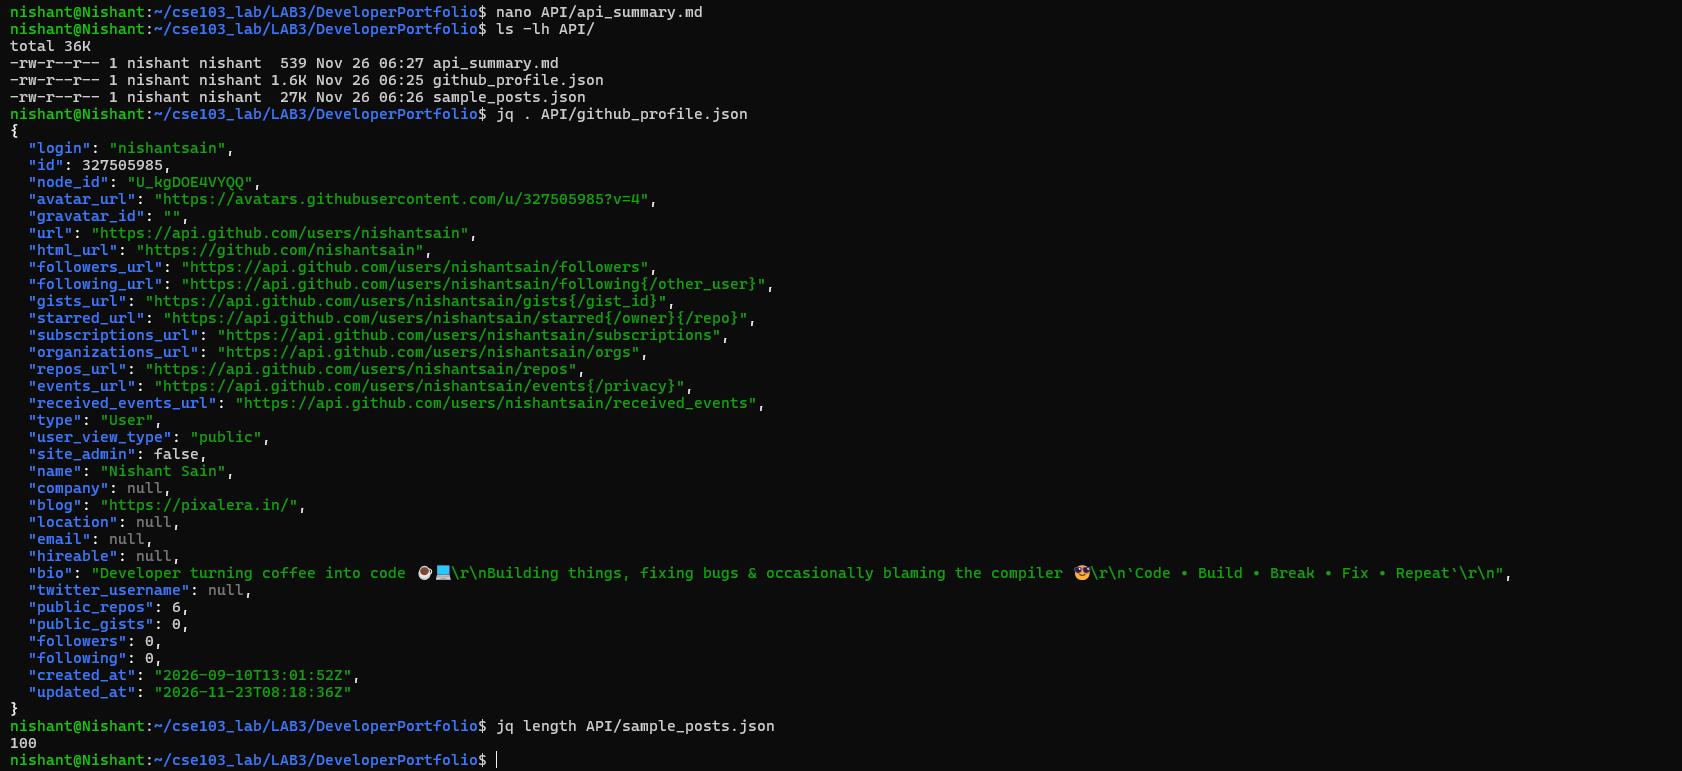 nishant@Nishant:~/cse103_lab/LAB3/DeveloperPortfolio$ nano API/api_summary.md
nishant@Nishant:~/cse103_lab/LAB3/DeveloperPortfolio$ ls -lh API/
total 36K
-rw-r--r-- 1 nishant nishant  539 Nov 26 06:27 api_summary.md
-rw-r--r-- 1 nishant nishant 1.6K Nov 26 06:25 github_profile.json
-rw-r--r-- 1 nishant nishant  27K Nov 26 06:26 sample_posts.json
nishant@Nishant:~/cse103_lab/LAB3/DeveloperPortfolio$ jq . API/github_profile.json
{
  "login": "nishantsain",
  "id": 327505985,
  "node_id": "U_kgDOE4VYQQ",
  "avatar_url": "https://avatars.githubusercontent.com/u/327505985?v=4",
  "gravatar_id": "",
  "url": "https://api.github.com/users/nishantsain",
  "html_url": "https://github.com/nishantsain",
  "followers_url": "https://api.github.com/users/nishantsain/followers",
  "following_url": "https://api.github.com/users/nishantsain/following{/other_user}",
  "gists_url": "https://api.github.com/users/nishantsain/gists{/gist_id}",
  "starred_url": "https://api.github.com/users/nishantsain/starred{/owner}{/repo}",
  "subscriptions_url": "https://api.github.com/users/nishantsain/subscriptions",
  "organizations_url": "https://api.github.com/users/nishantsain/orgs",
  "repos_url": "https://api.github.com/users/nishantsain/repos",
  "events_url": "https://api.github.com/users/nishantsain/events{/privacy}",
  "received_events_url": "https://api.github.com/users/nishantsain/received_events",
  "type": "User",
  "user_view_type": "public",
  "site_admin": false,
  "name": "Nishant Sain",
  "company": null,
  "blog": "https://pixalera.in/",
  "location": null,
  "email": null,
  "hireable": null,
  "bio": "Developer turning coffee into code ☕💻\r\nBuilding things, fixing bugs & occasionally blaming the compiler 😎\r\n`Code • Build • Break • Fix • Repeat`\r\n",
  "twitter_username": null,
  "public_repos": 6,
  "public_gists": 0,
  "followers": 0,
  "following": 0,
  "created_at": "2026-09-10T13:01:52Z",
  "updated_at": "2026-11-23T08:18:36Z"
}
nishant@Nishant:~/cse103_lab/LAB3/DeveloperPortfolio$ jq length API/sample_posts.json
100
nishant@Nishant:~/cse103_lab/LAB3/DeveloperPortfolio$